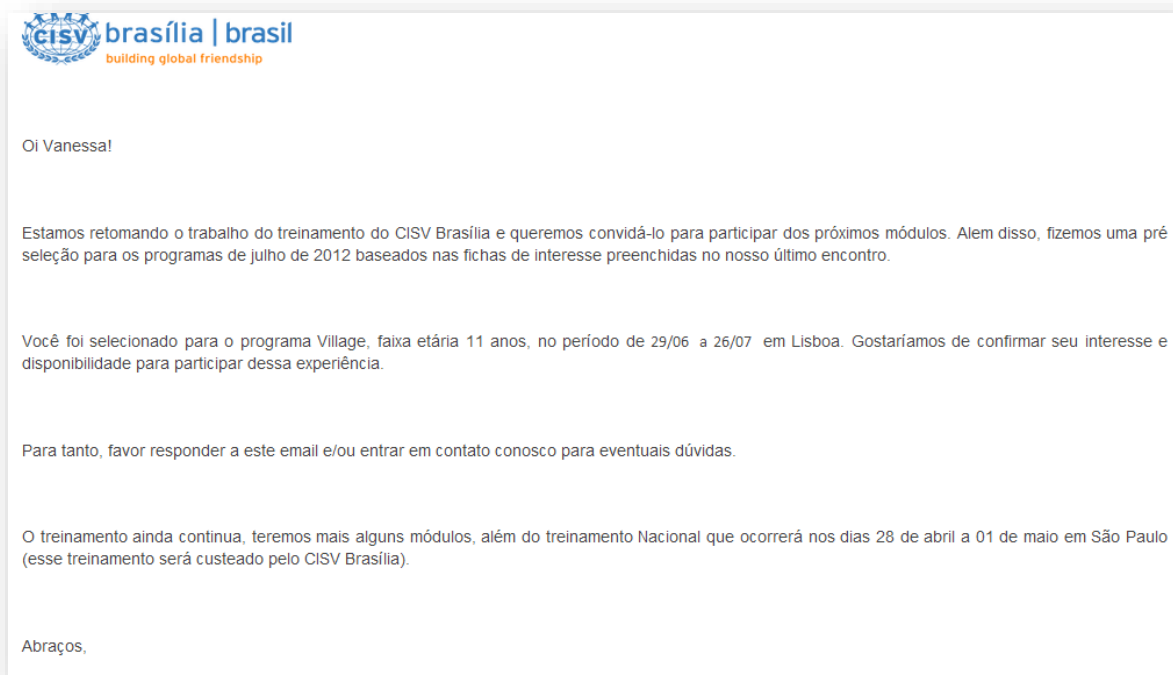 CISV brasília | brasil
building global friendship
Oi Vanessa!
Estamos retomando o trabalho do treinamento do CISV Brasília e queremos convidá-lo para participar dos próximos módulos. Alem disso, fizemos uma pré
seleção para os programas de julho de 2012 baseados nas fichas de interesse preenchidas no nosso último encontro.
Você foi selecionado para o programa Village, faixa etária 11 anos, no período de 29/06 a 26/07 em Lisboa. Gostaríamos de confirmar seu interesse e
disponibilidade para participar dessa experiência.
Para tanto, favor responder a este email e/ou entrar em contato conosco para eventuais dúvidas.
O treinamento ainda continua, teremos mais alguns módulos, além do treinamento Nacional que ocorrerá nos dias 28 de abril a 01 de maio em São Paulo
(esse treinamento será custeado pelo CISV Brasília).
Abraços,